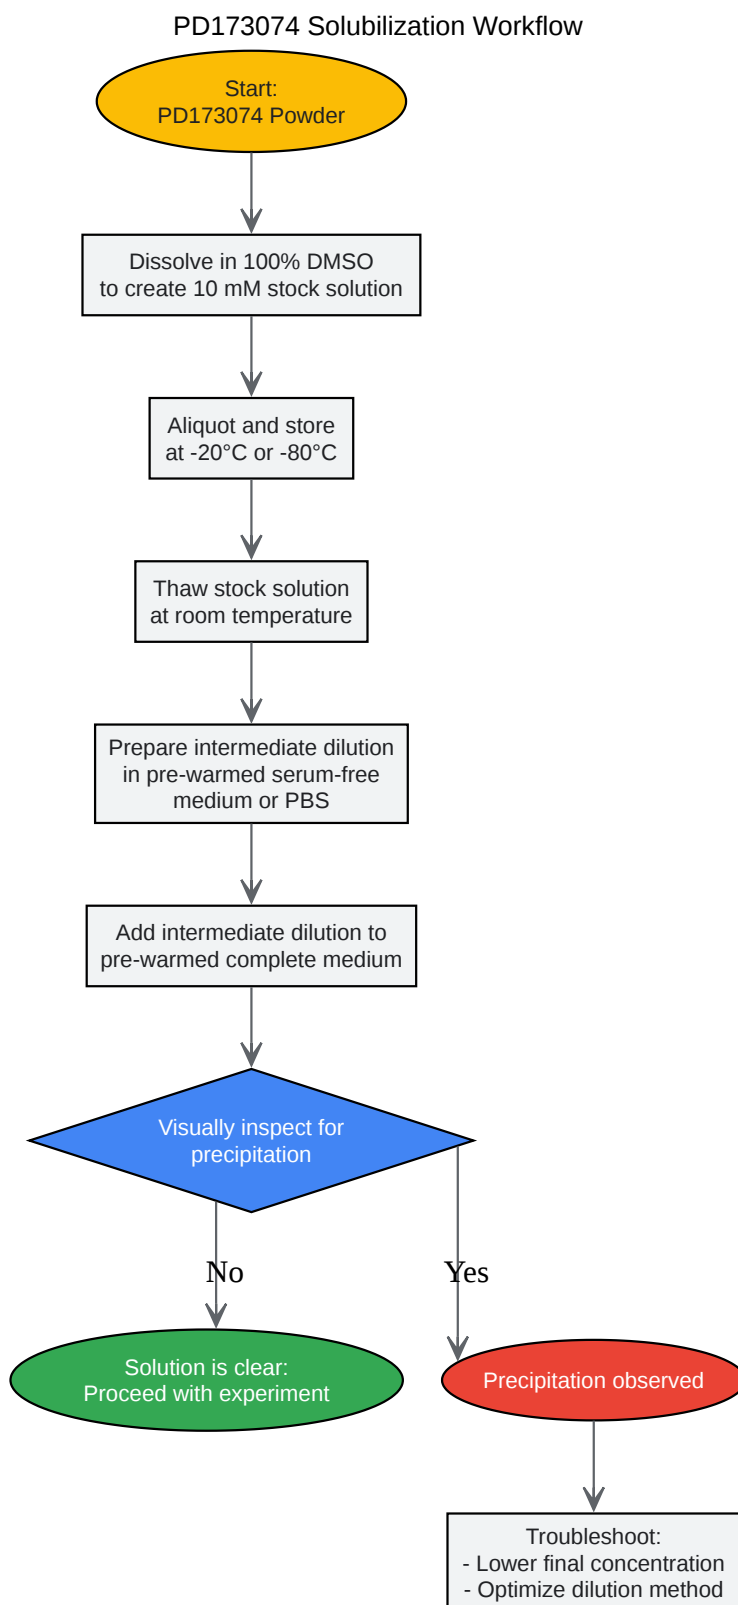 PD173074 Solubilization Workflow
Start:
PD173074 Powder
Dissolve in 100% DMSO
to create 10 mM stock solution
Aliquot and store
at -20°C or -80°C
Thaw stock solution
at room temperature
Prepare intermediate dilution
in pre-warmed serum-free
medium or PBS
Add intermediate dilution to
pre-warmed complete medium
Visually inspect for
precipitation
No
Yes
Solution is clear:
Proceed with experiment
Precipitation observed
Troubleshoot:
- Lower final concentration
- Optimize dilution method